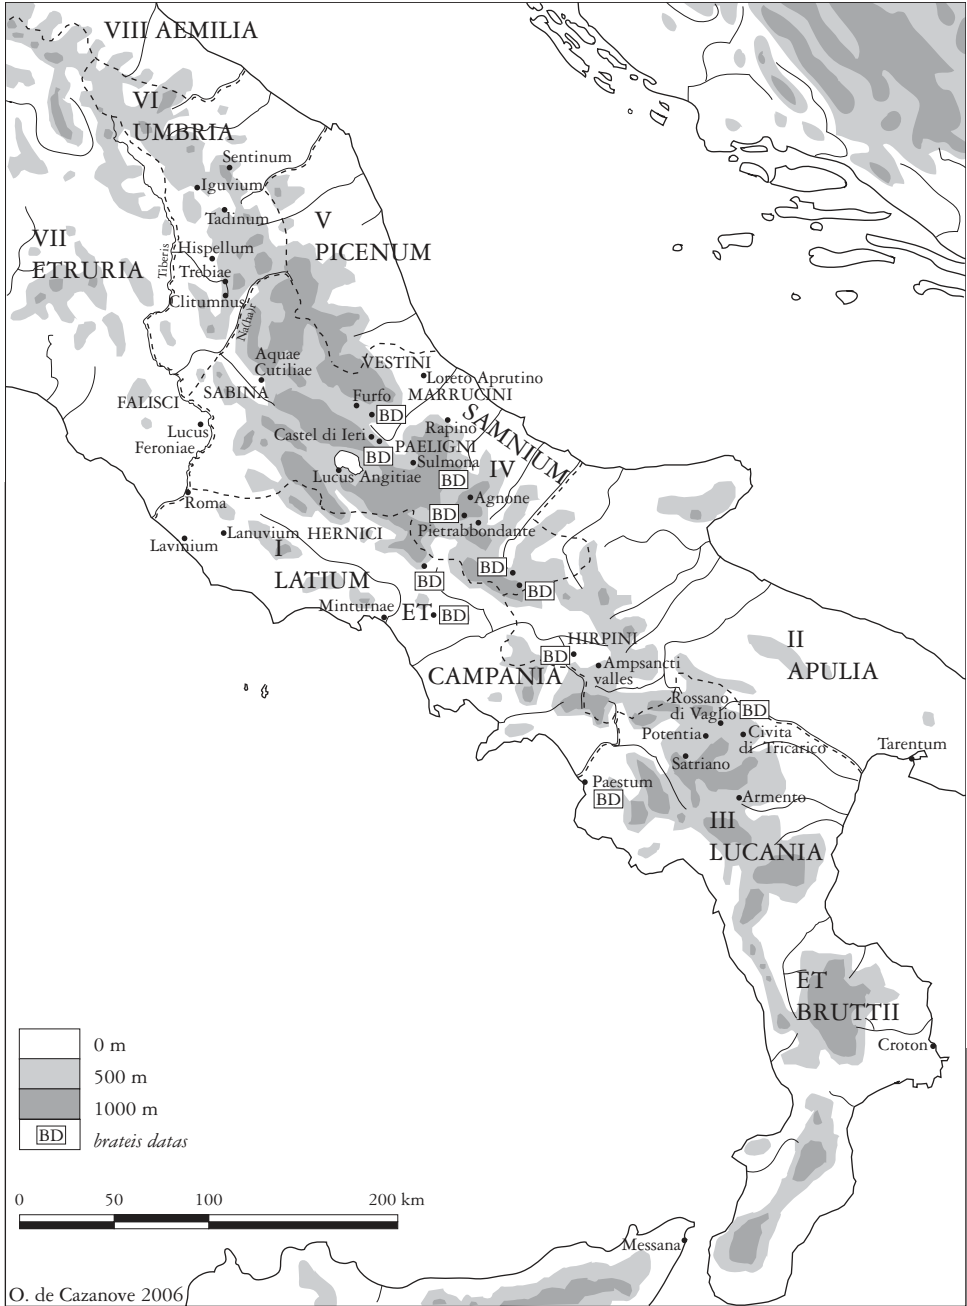 VIII AEMILIA
VI
UMBRIA
Sentinum
Iguvium
Tadinum
V
PICENUM
VII
ETRURIA
Tiberis
Hispellum
Trebiae
Clitumnus
Na(ha)r
Aquae
Cutiliae
VESTINI
Loreto Aprutino
SABINA
FALISCI
Furfo
MARRUCINI
BD
SAMNIUM
Lucus
Feroniae
Castel di Ieri
Rapino
PAELIGNI
BD
Sulmona
IV
Lucus Angitiae
BD
Roma
Agnone
BD
Pietrabbondante
Lanuvium
HERNICI
Lavinium
I
LATIUM
BD
BD
BD
Minturnae
ET
BD
HIRPINI
BD
Ampsancti
valles
II
APULIA
CAMPANIA
Rossano
di Vaglio
BD
Potentia
Civita
di Tricarico
Tarentum
Satriano
Paestum
BD
Armento
III
LUCANIA
ET
BRUTTII
Croton
0 m
500 m
1000 m
BD
brateis datas
0 50 100 200 km
Messana
O. de Cazanove 2006